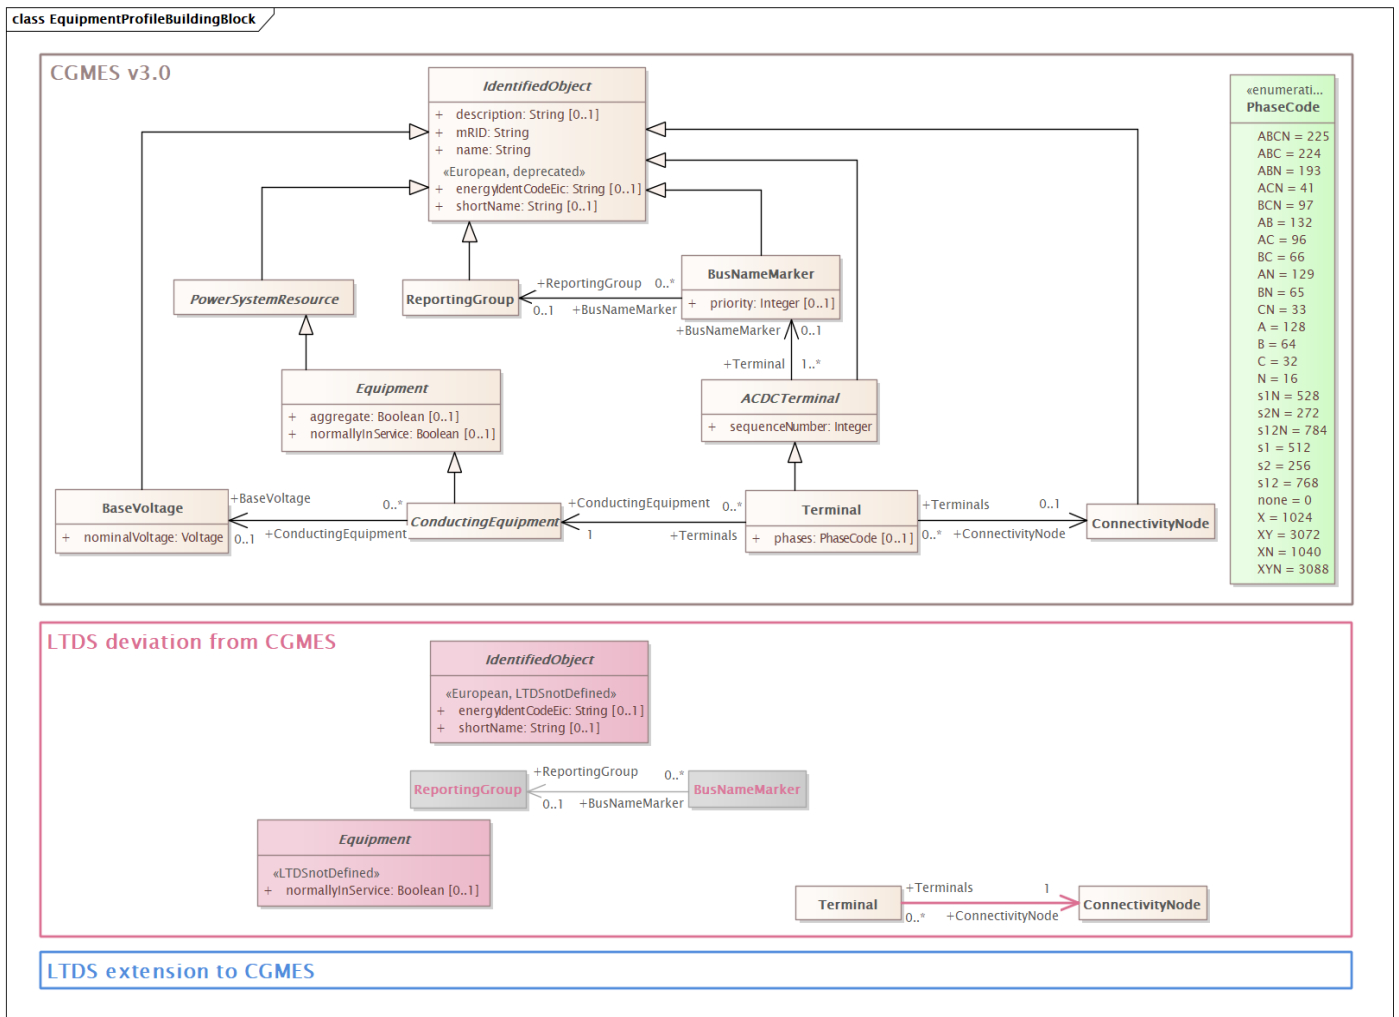 class EquipmentProfileBuildingBlock
CGMES v3.0
IdentifiedObject
+ description: String [0..1]
+ mRID: String
+ name: String
«European, deprecated»
+ energyIdentCodeEic: String [0..1]
+ shortName: String [0..1]
«enumerati...
PhaseCode
ABCN = 225
ABC = 224
ABN = 193
ACN = 41
BCN = 97
AB = 132
AC = 96
BC = 66
AN = 129
BN = 65
CN = 33
A = 128
B = 64
C = 32
N = 16
s1N = 528
s2N = 272
s12N = 784
s1 = 512
s2 = 256
s12 = 768
none = 0
X = 1024
XY = 3072
XN = 1040
XYN = 3088
PowerSystemResource
ReportingGroup
+ReportingGroup 0..*
0..1 +BusNameMarker
BusNameMarker
+ priority: Integer [0..1]
+BusNameMarker 0..1
+Terminal 1..*
Equipment
+ aggregate: Boolean [0..1]
+ normallyInService: Boolean [0..1]
ACDCTerminal
+ sequenceNumber: Integer
BaseVoltage
+ nominalVoltage: Voltage
+BaseVoltage 0..*
0..1 +ConductingEquipment
ConductingEquipment
+ConductingEquipment 0..*
1 +Terminals
Terminal
+ phases: PhaseCode [0..1]
+Terminals 0..1
0..* +ConnectivityNode
ConnectivityNode
LTDS deviation from CGMES
IdentifiedObject
«European, LTDSnotDefined»
+ energyIdentCodeEic: String [0..1]
+ shortName: String [0..1]
ReportingGroup
+ReportingGroup 0..*
0..1 +BusNameMarker
BusNameMarker
Equipment
«LTDSnotDefined»
+ normallyInService: Boolean [0..1]
Terminal
+Terminals 1
0..* +ConnectivityNode
ConnectivityNode
LTDS extension to CGMES